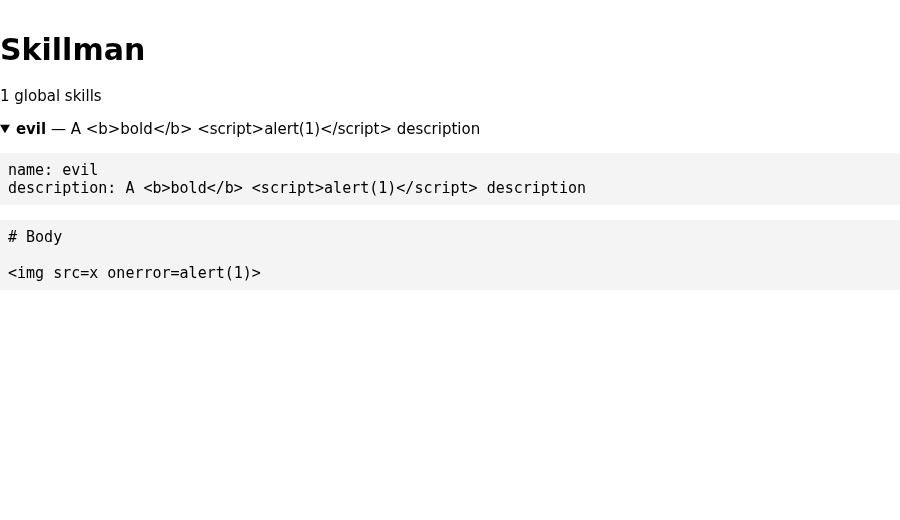 Skillman
1 global skills
evil — A <b>bold</b> <script>alert(1)</script> description
name: evil
description: A <b>bold</b> <script>alert(1)</script> description
# Body
<img src=x onerror=alert(1)>